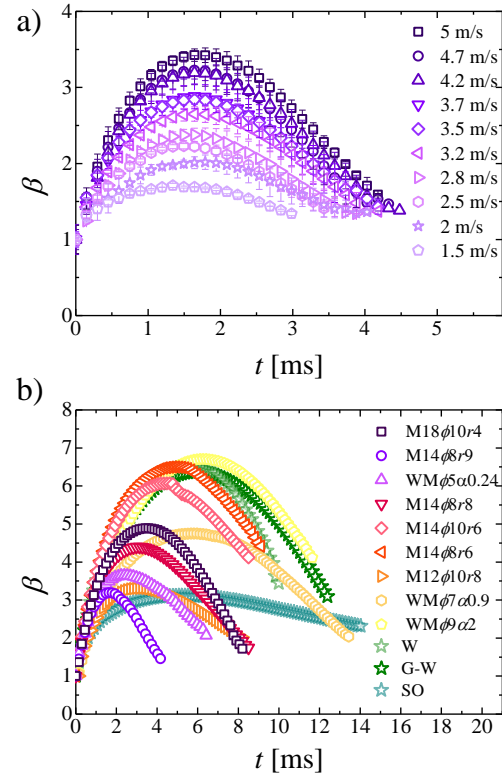 a)
4
3
2
1
0
β
0
1
2
3
4
5
t [ms]
5 m/s
4.7 m/s
4.2 m/s
3.7 m/s
3.5 m/s
3.2 m/s
2.8 m/s
2.5 m/s
2 m/s
1.5 m/s
b)
8
7
6
5
4
3
2
1
0
β
0
2
4
6
8
10
12
14
16
18
20
t [ms]
M18ϕ10r4
M14ϕ8r9
WMϕ5α0.24
M14ϕ8r8
M14ϕ10r6
M14ϕ8r6
M12ϕ10r8
WMϕ7α0.9
WMϕ9α2
W
G-W
SO